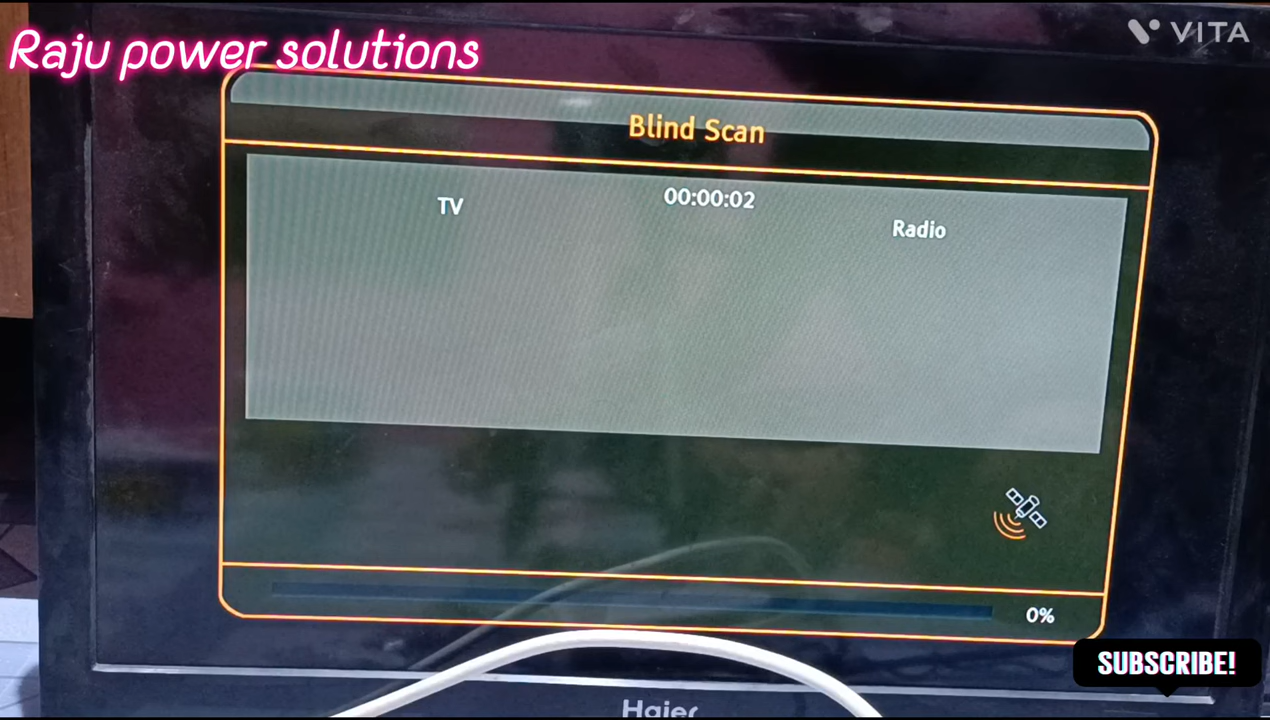 Raju power solutions
VITA
Blind Scan
00:00:02
TV
Radio
0%
SUBSCRIBE!
Haier